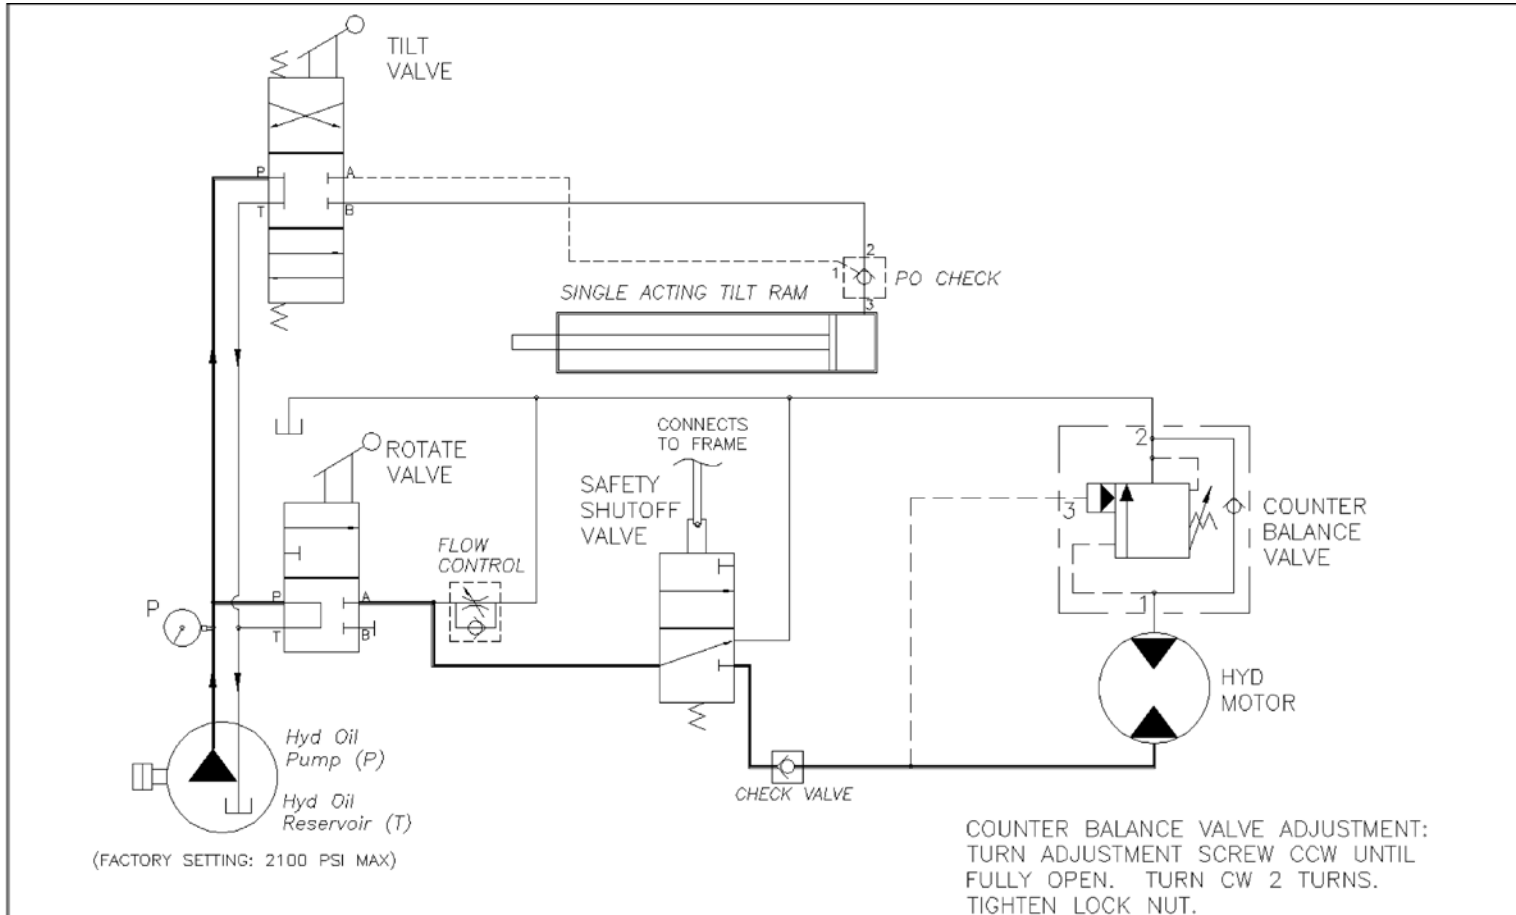 TILT
VALVE
P
A
T
B
2
1
PO CHECK
3
SINGLE ACTING TILT RAM
CONNECTS
TO FRAME
ROTATE
VALVE
SAFETY
SHUTOFF
VALVE
2
3
COUNTER
BALANCE
VALVE
1
FLOW
CONTROL
P
P
A
T
B
HYD
MOTOR
Hyd Oil
Pump (P)
Hyd Oil
Reservoir (T)
CHECK VALVE
(FACTORY SETTING: 2100 PSI MAX)
COUNTER BALANCE VALVE ADJUSTMENT:
TURN ADJUSTMENT SCREW CCW UNTIL
FULLY OPEN. TURN CW 2 TURNS.
TIGHTEN LOCK NUT.